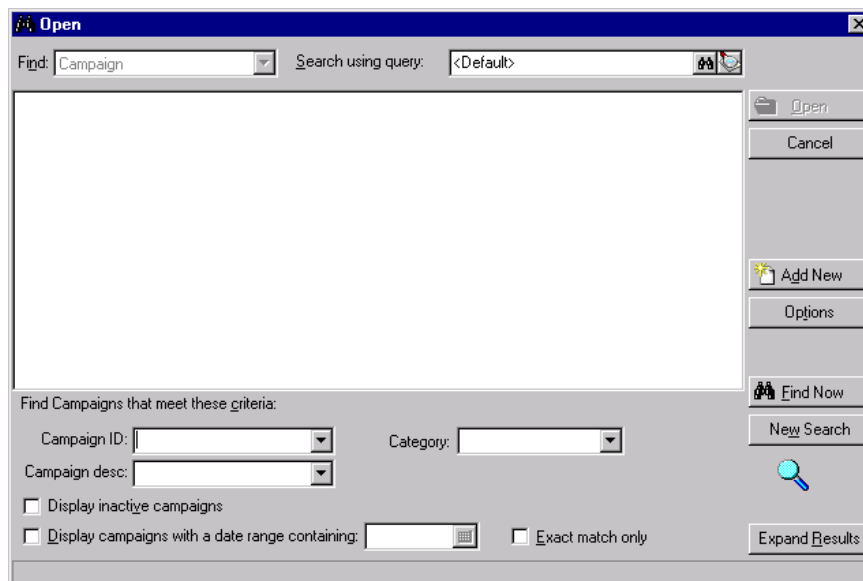 Open
Find: Campaign Search using query: <Default>
Open
Cancel
Add New
Options
Find Now
New Search
Expand Results
Find Campaigns that meet these criteria:
Campaign ID: Category:
Campaign desc:
Display inactive campaigns
Display campaigns with a date range containing: Exact match only